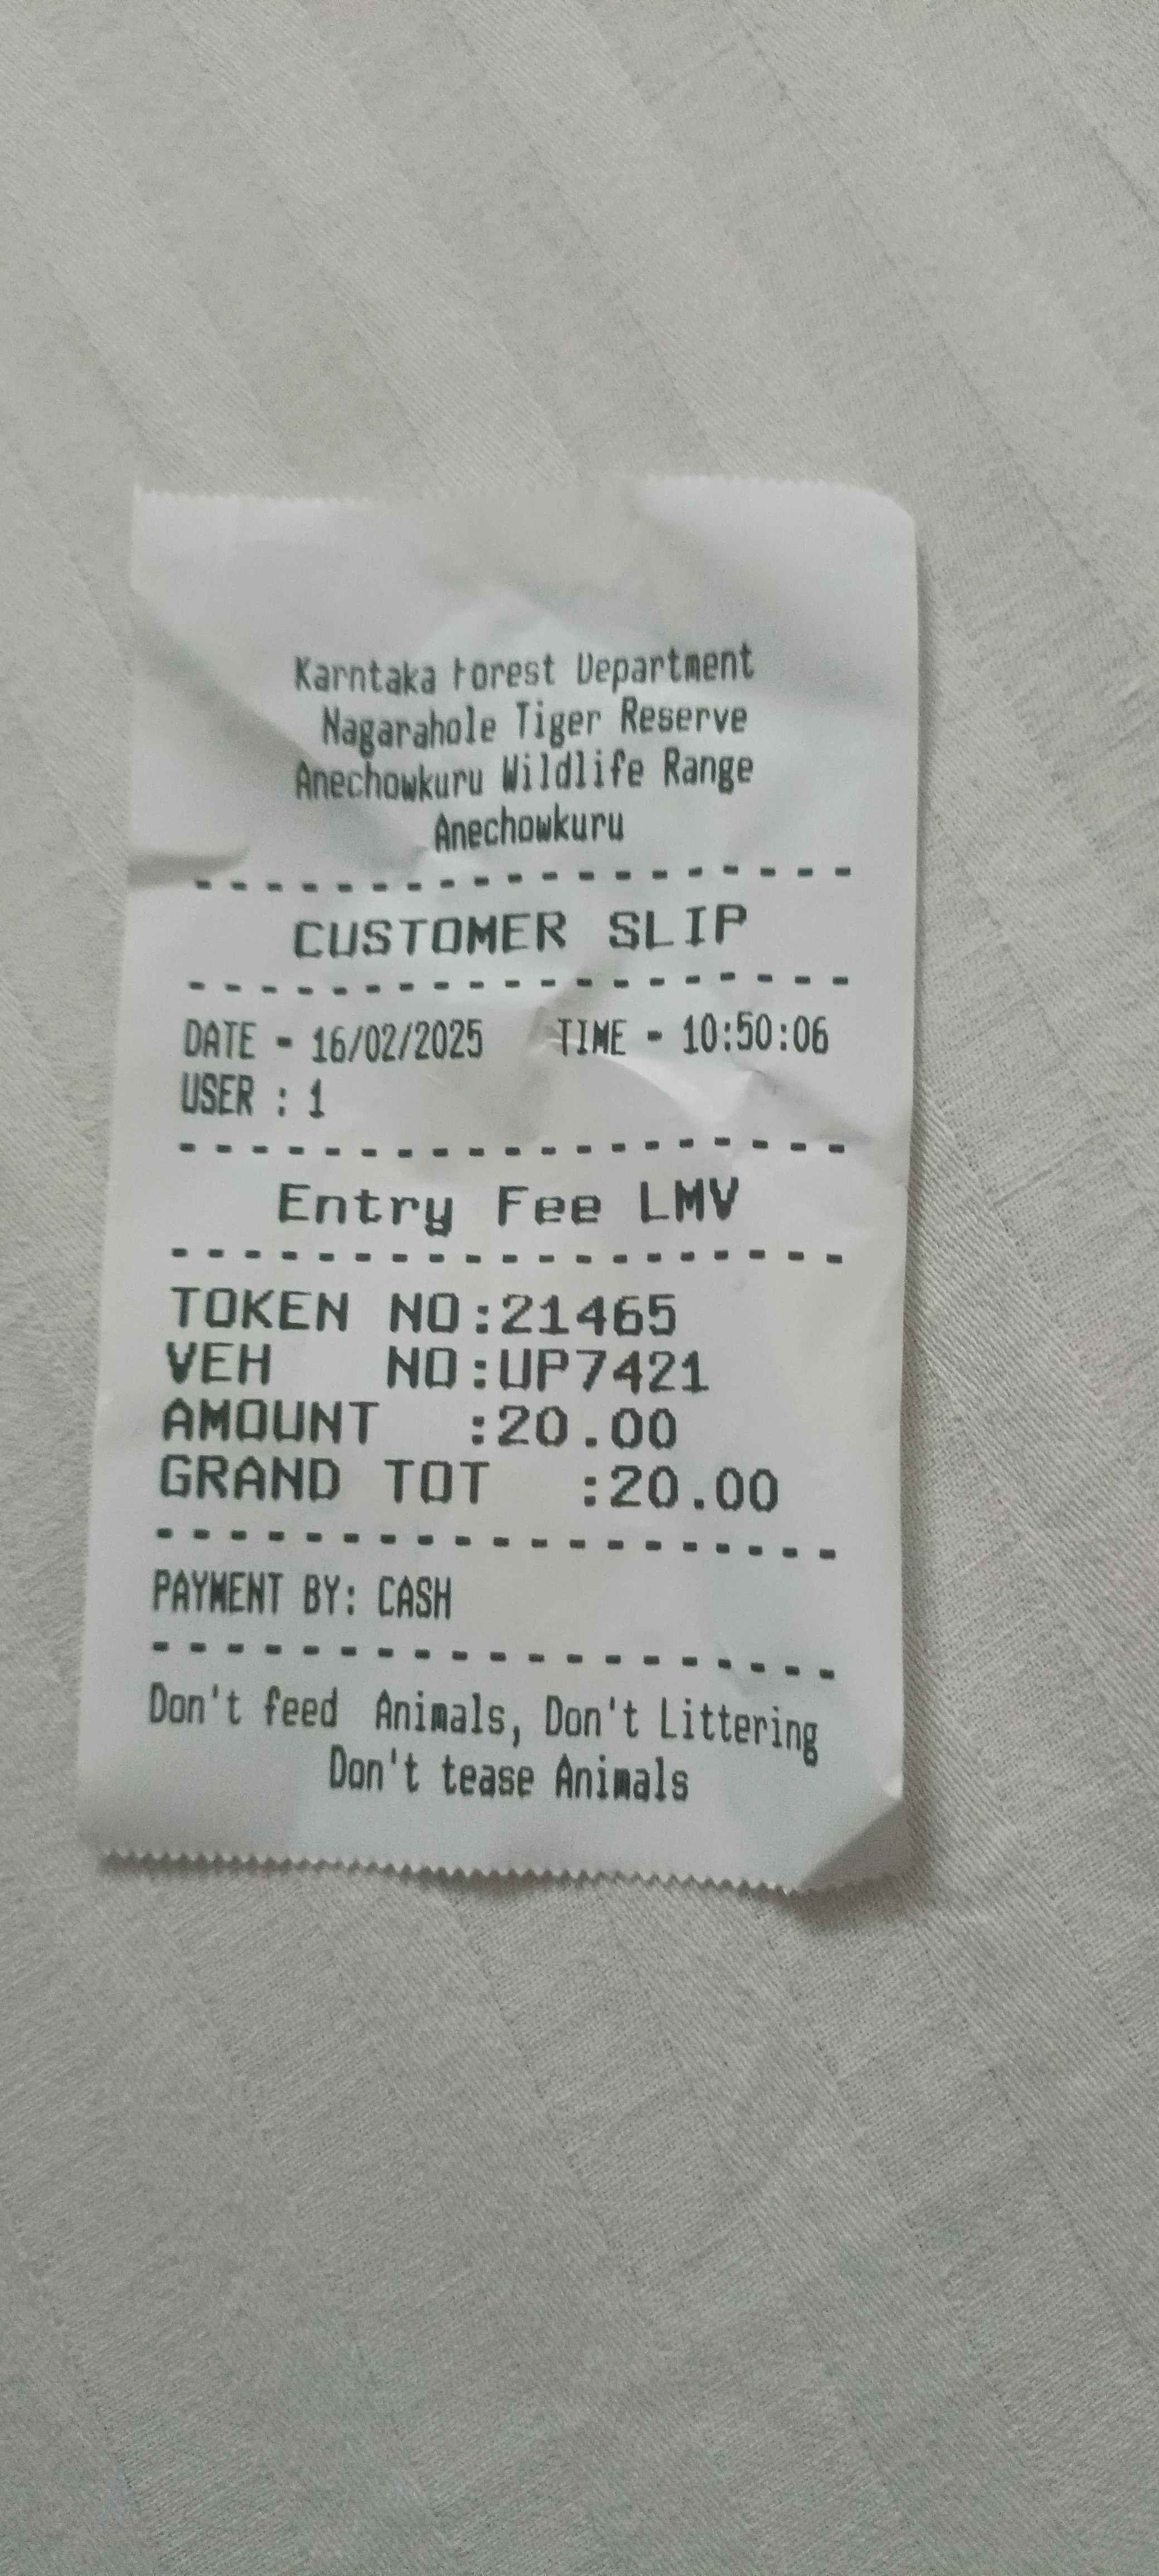 Karntaka Forest Department
Nagarahole Tiger Reserve
Anechowkuru Wildlife Range
Anechowkuru
--------------------
CUSTOMER SLIP
--------------------
DATE - 16/02/2025 TIME - 10:50:06
USER : 1
--------------------
Entry Fee LMV
--------------------
TOKEN NO:21465
VEH NO:UP7421
AMOUNT :20.00
GRAND TOT :20.00
--------------------
PAYMENT BY: CASH
--------------------
Don't feed Animals, Don't Littering
Don't tease Animals